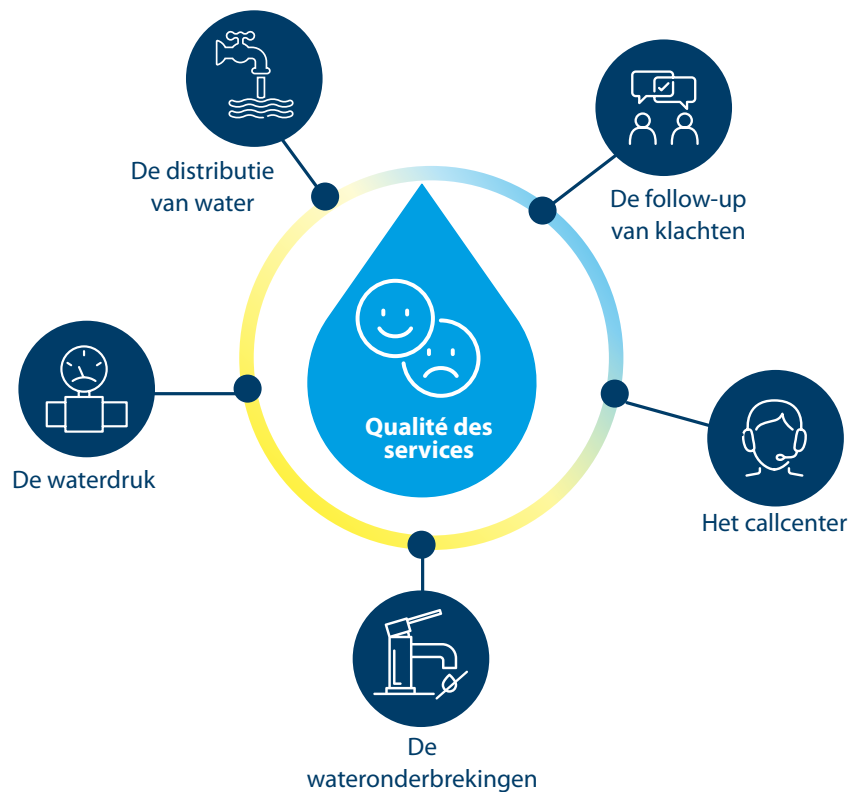 De distributie
van water
De follow-up
van klachten
Qualité des
services
De waterdruk
Het callcenter
De
wateronderbrekingen